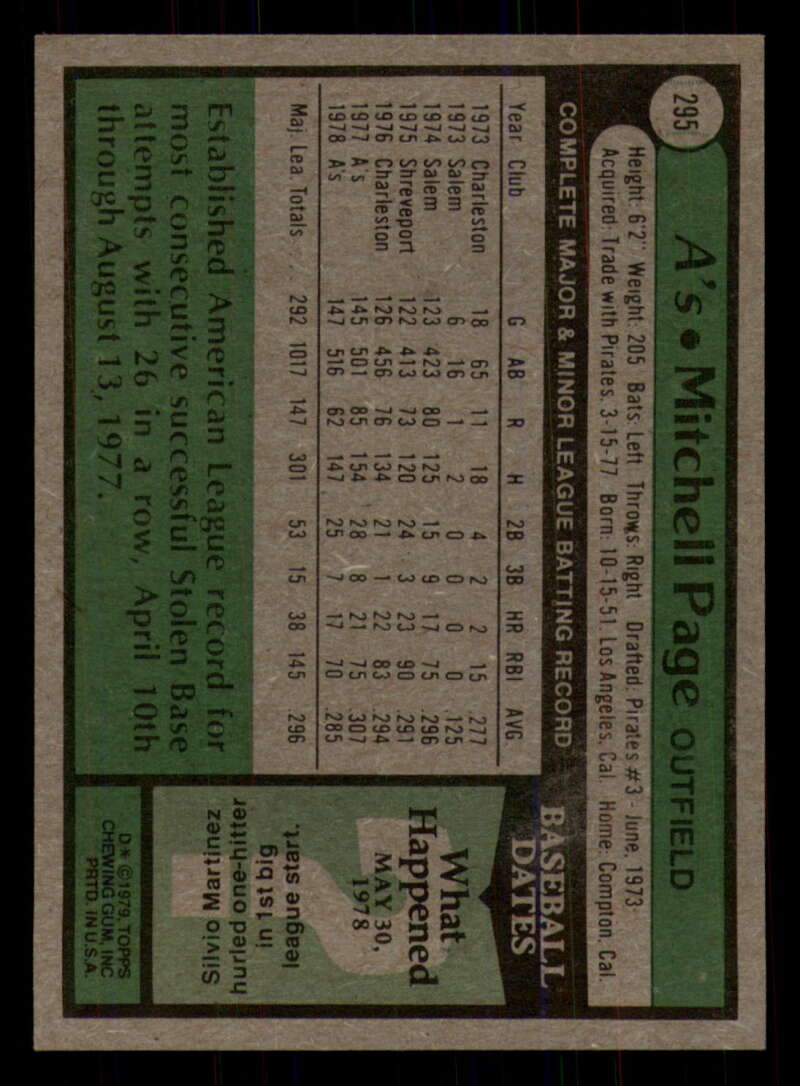 295
A's • Mitchell Page OUTFIELD
Height: 6'2" Weight: 205 Bats: Left Throws: Right Drafted: Pirates #3 - June, 1973
Acquired: Trade with Pirates, 3-15-77 Born: 10-15-51, Los Angeles, Cal. Home: Compton, Cal.
COMPLETE MAJOR & MINOR LEAGUE BATTING RECORD
Year Club G AB R H 2B 3B HR RBI AVG.
1973 Charleston 18 65 11 18 4 2 2 15 .277
1973 Salem 6 16 1 2 0 0 0 0 .125
1974 Salem 123 423 80 125 15 9 17 75 .296
1975 Shreveport 122 413 73 120 24 3 23 90 .291
1976 Charleston 126 456 76 134 21 1 22 83 .294
1977 A's 145 501 85 154 28 8 21 75 .307
1978 A's 147 516 62 147 25 7 17 70 .285
Maj. Lea. Totals . . 292 1017 147 301 53 15 38 145 .296
Established American League record for
most consecutive successful Stolen Base
attempts with 26 in a row, April 10th
through August 13, 1977.
BASEBALL
DATES
What
Happened
MAY 30,
1978
?
Silvio Martinez
hurled one-hitter
in 1st big
league start.
D* © 1979, TOPPS
CHEWING GUM, INC.
PRTD. IN U.S.A.